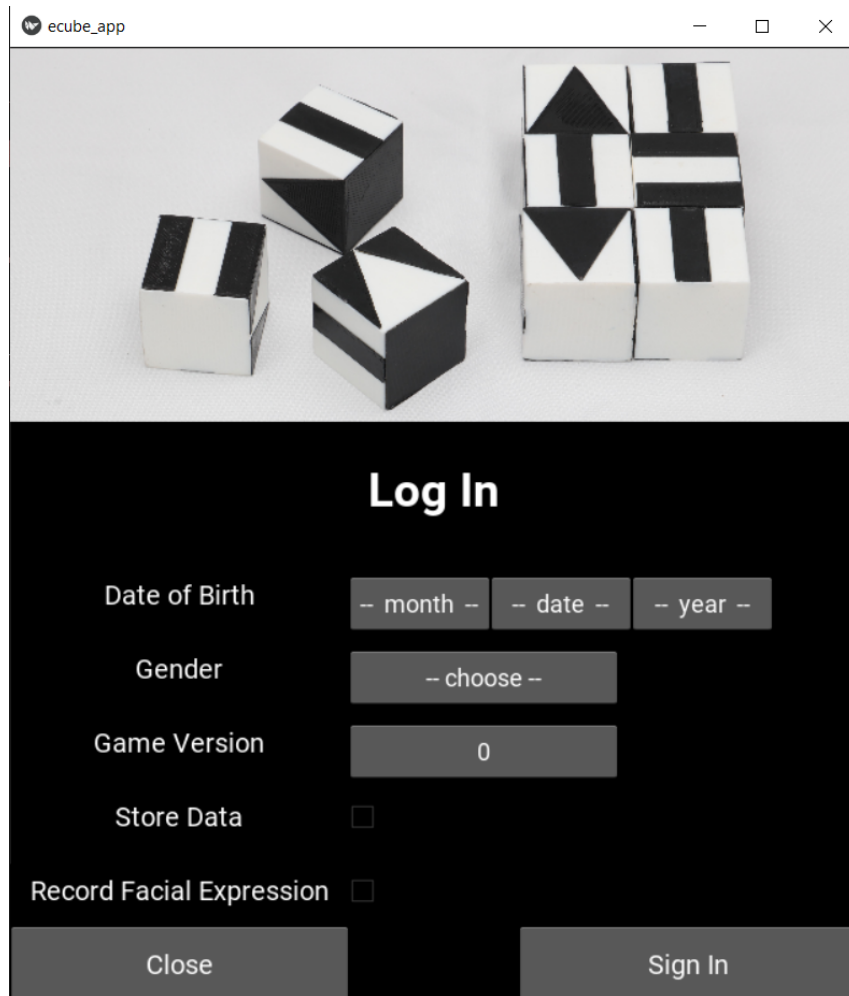 ecube_app
Log In
Date of Birth
-- month --
-- date --
-- year --
Gender
-- choose --
Game Version
0
Store Data
Record Facial Expression
Close
Sign In